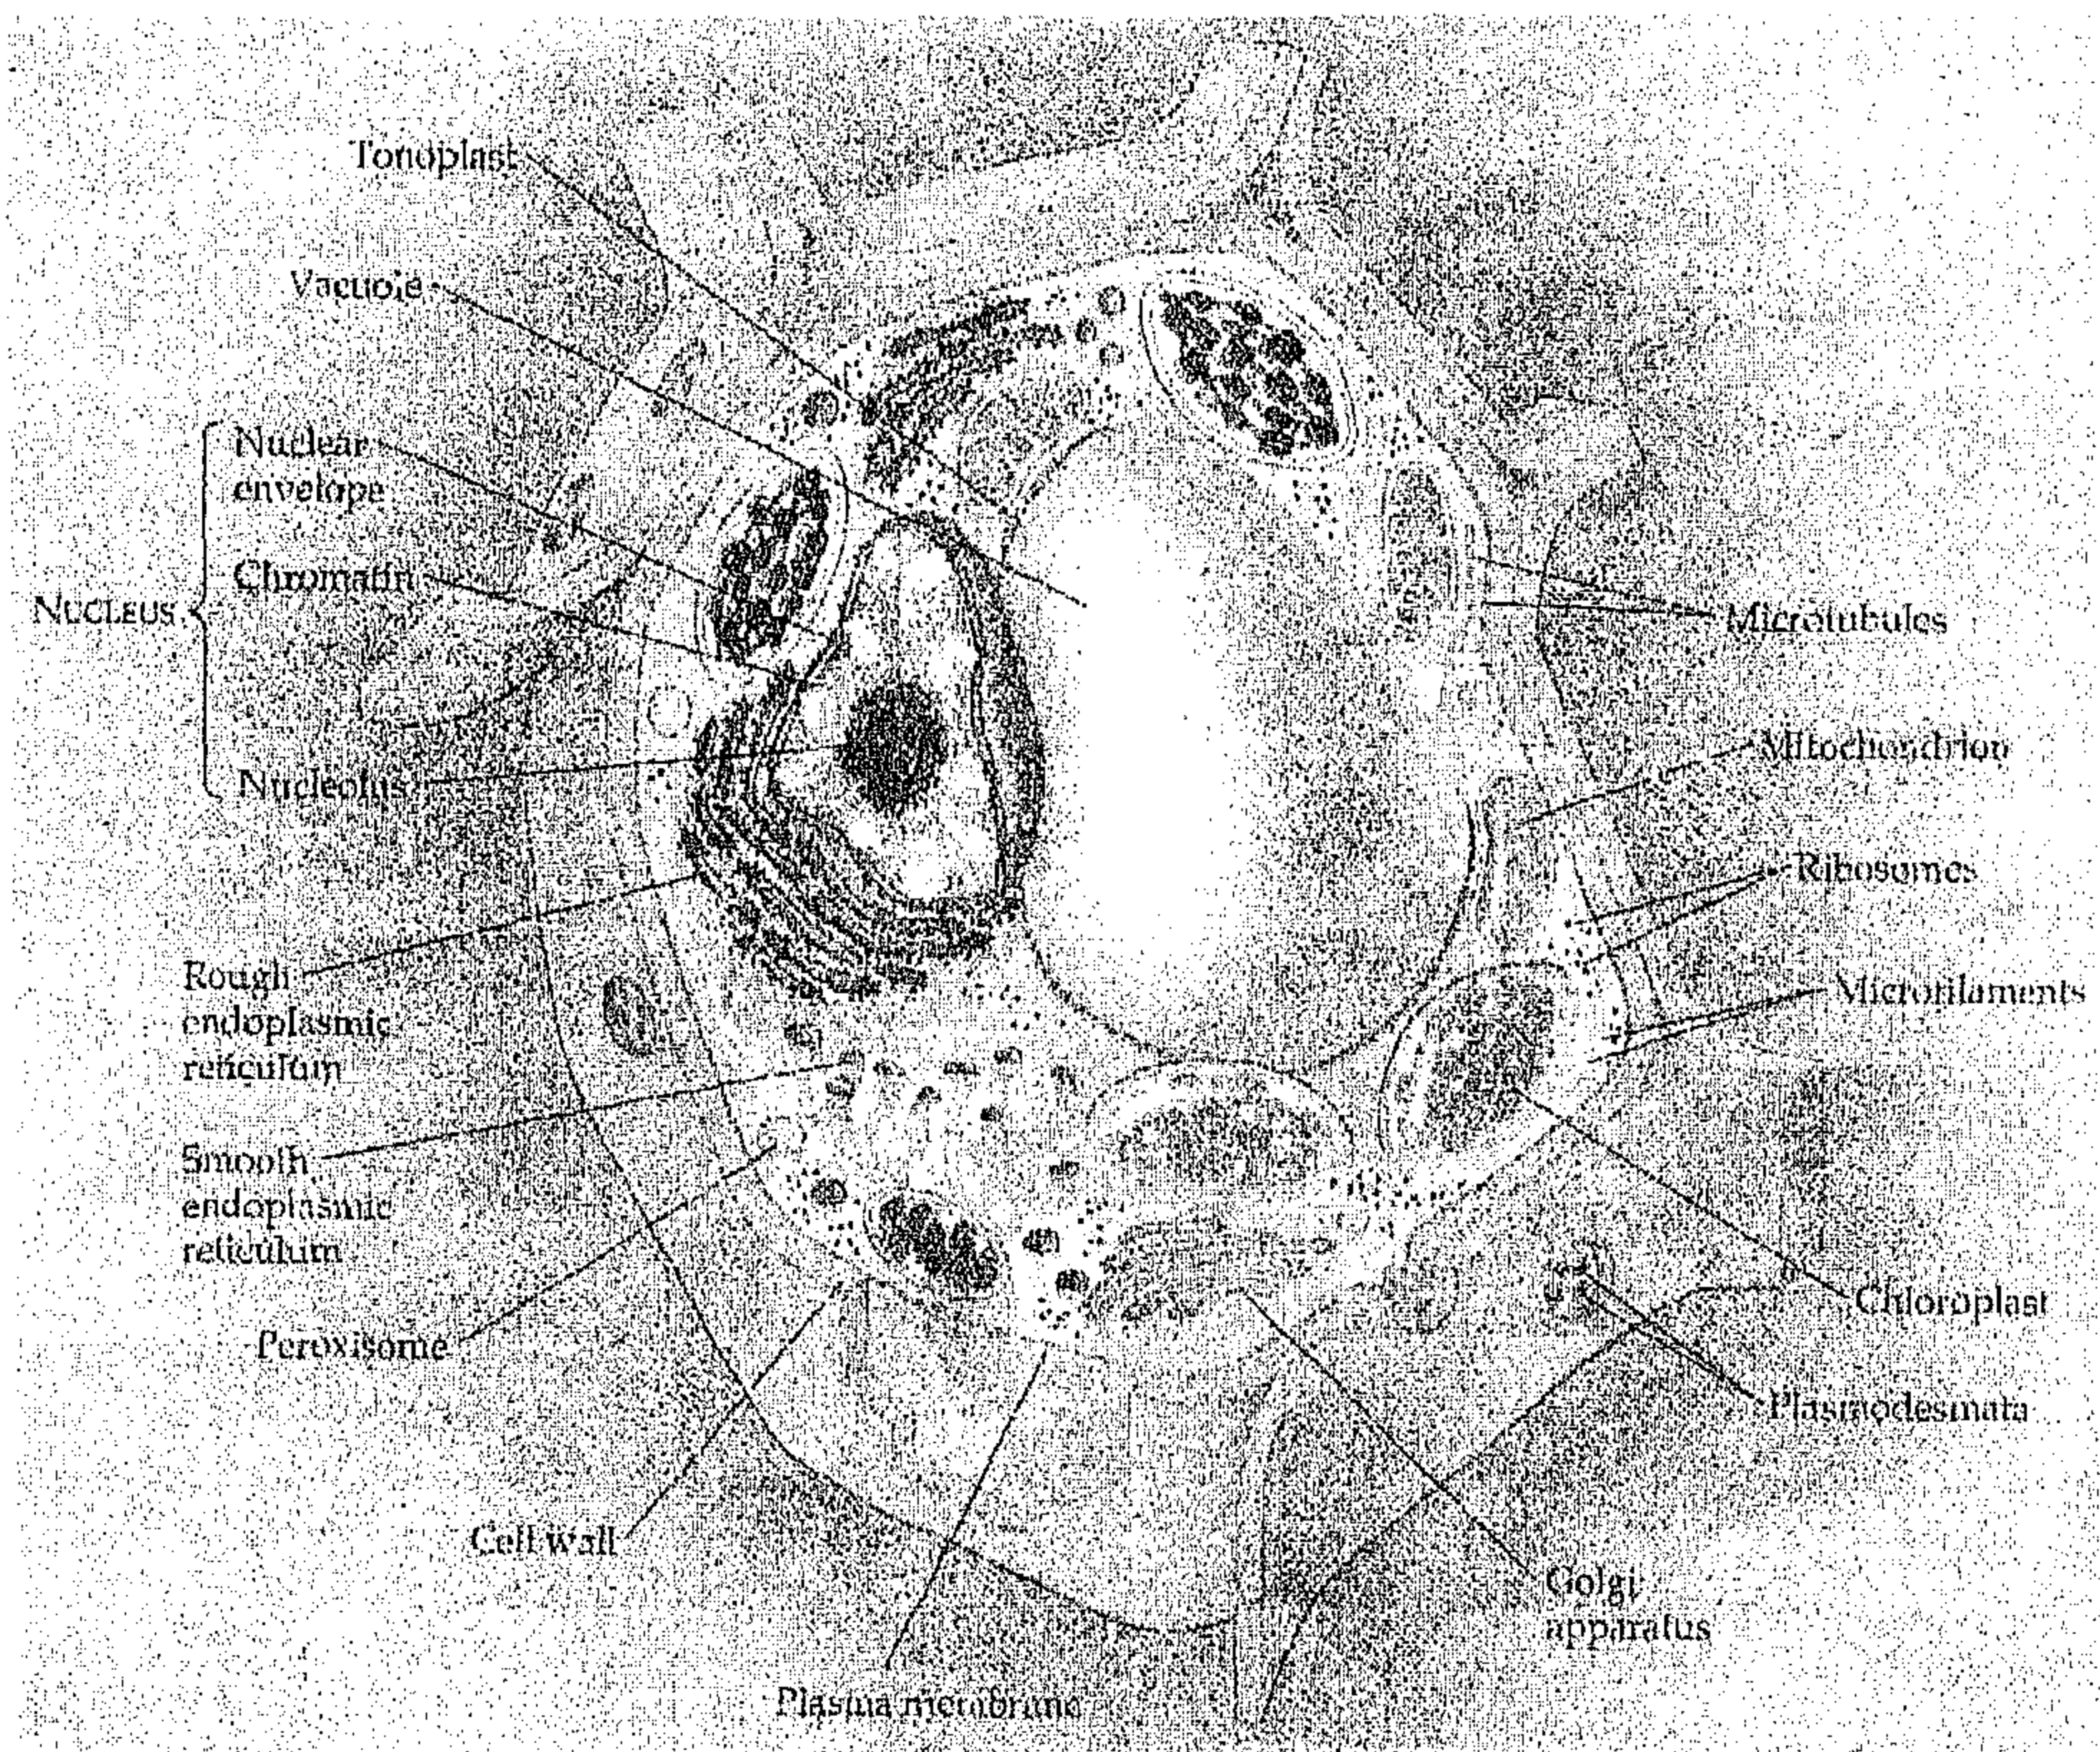 Tonoplast
Vacuole
Nuclear
envelope
Chromatin
NUCLEUS
Nucleolus
Rough
endoplasmic
reticulum
Smooth
endoplasmic
reticulum
Peroxisome
Cell wall
Plasma membrane
Microtubules
Mitochondrion
Ribosomes
Microfilaments
Chloroplast
Plasmodesmata
Golgi
apparatus